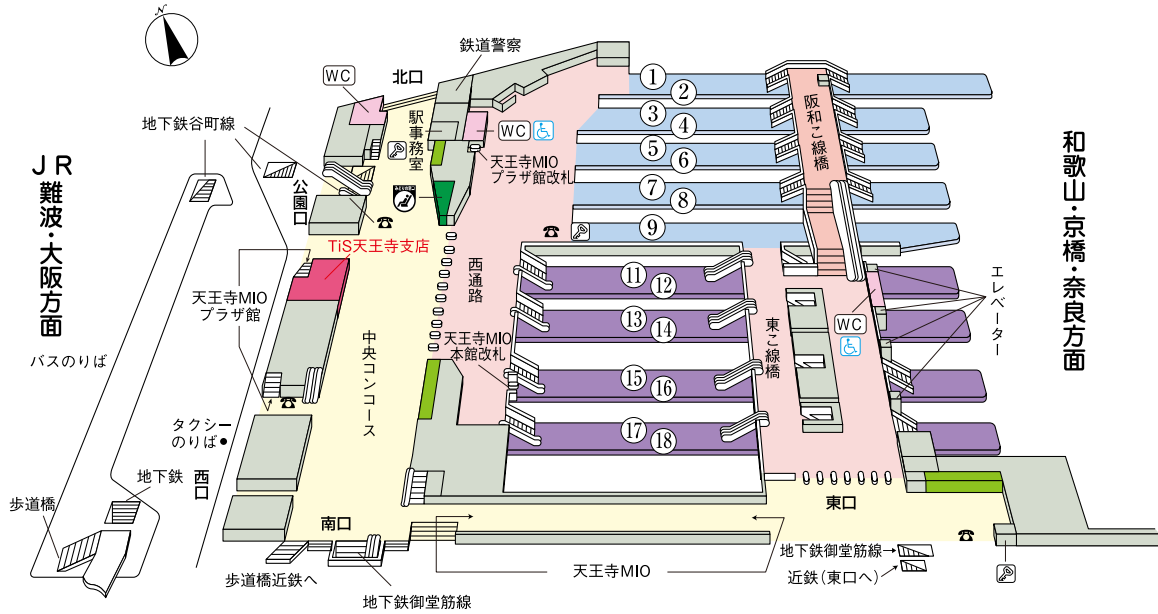 N
鉄道警察
WC
北口
地下鉄谷町線
駅事務室
WC
天王寺MIO
プラザ館改札
公園口
TiS天王寺支店
JR難波・大阪方面
天王寺MIO
プラザ館
バスのりば
タクシー
のりば
西口
地下鉄
歩道橋
中央コンコース
西通路
天王寺MIO
本館改札
①
②
③
④
⑤
⑥
⑦
⑧
⑨
⑪
⑫
⑬
⑭
⑮
⑯
⑰
⑱
阪和こ線橋
東こ線橋
WC
エレベーター
和歌山・京橋・奈良方面
南口
東口
歩道橋近鉄へ
地下鉄御堂筋線
天王寺MIO
地下鉄御堂筋線
近鉄(東口へ)